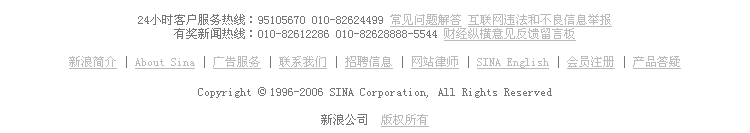 24小时客户服务热线：95105670 010-82624499 常见问题解答 互联网违法和不良信息举报
有奖新闻热线：010-82612286 010-82628888-5544 财经纵横意见反馈留言板
新浪简介 | About Sina | 广告服务 | 联系我们 | 招聘信息 | 网站律师 | SINA English | 会员注册 | 产品答疑
Copyright © 1996-2006 SINA Corporation, All Rights Reserved
新浪公司 版权所有